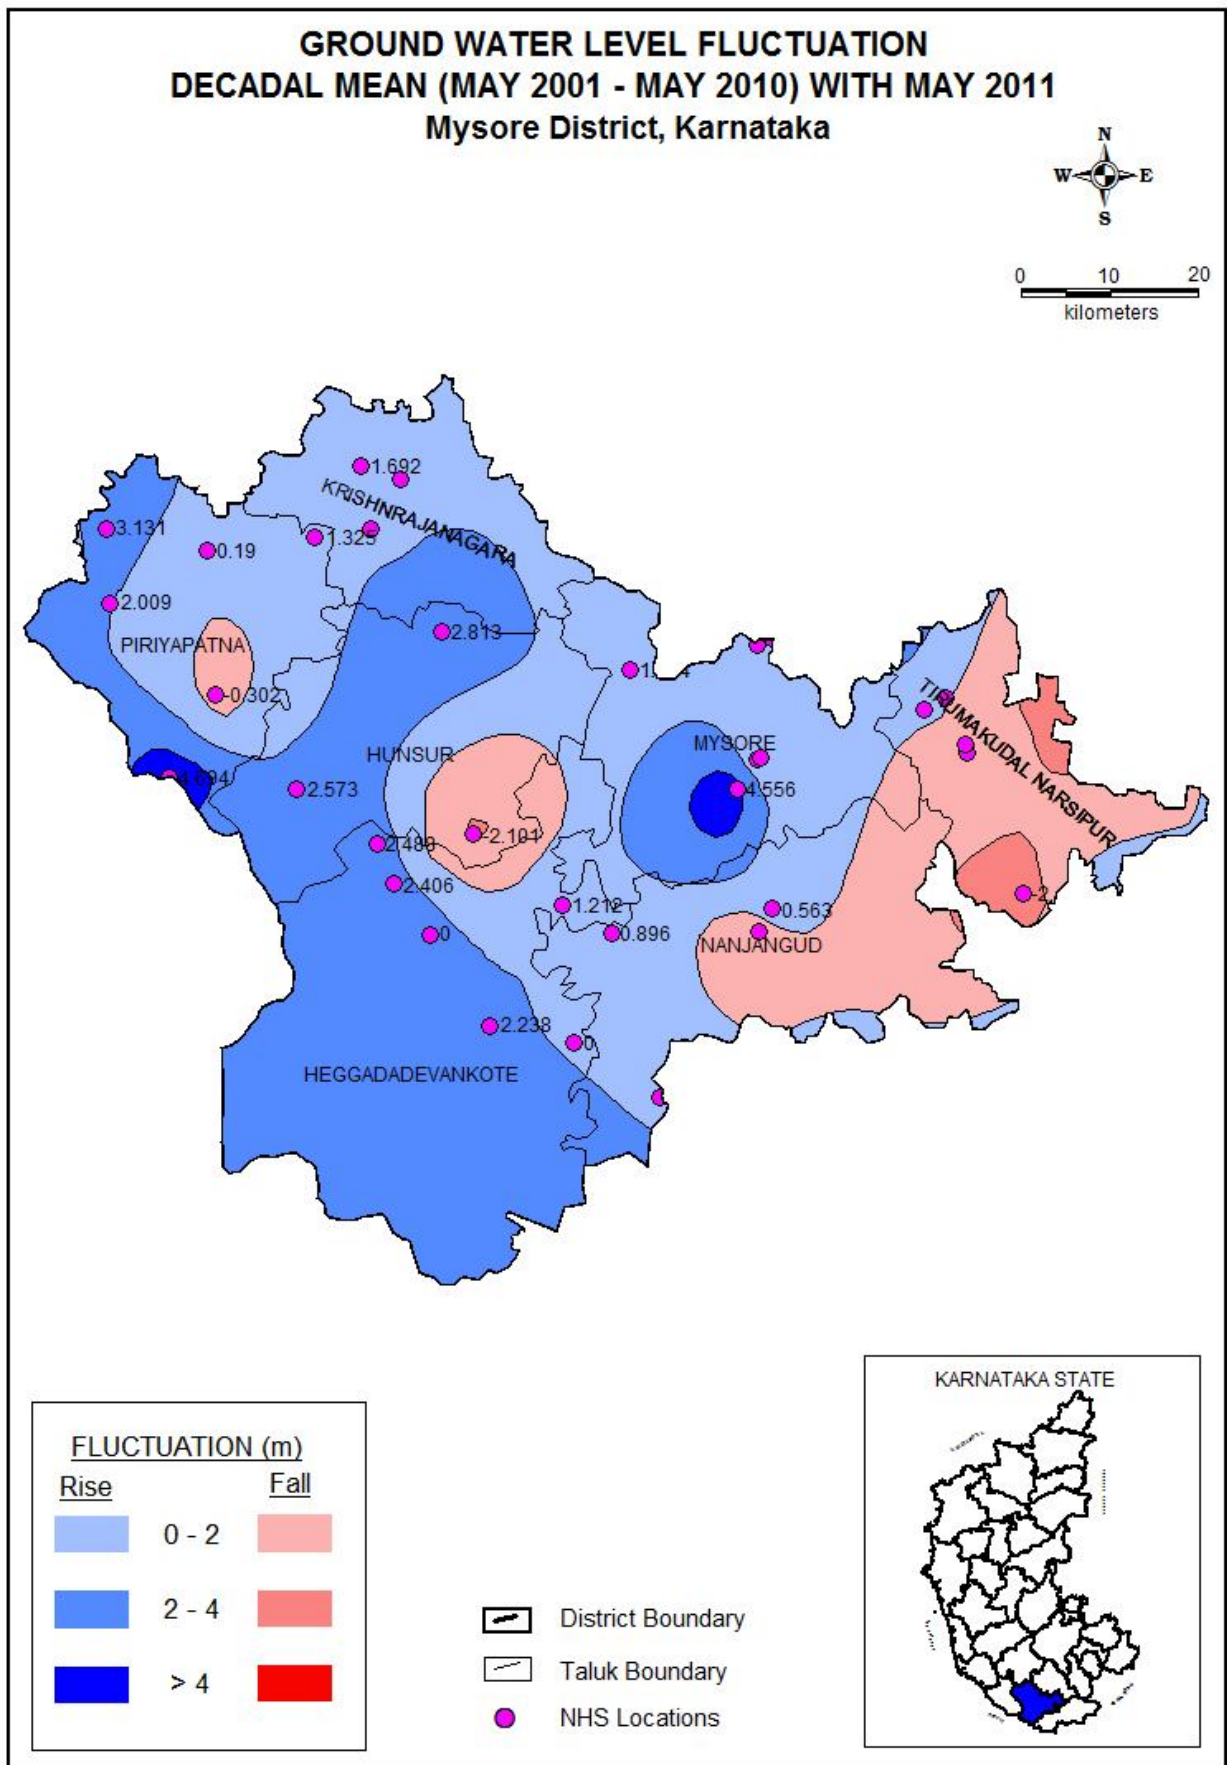 GROUND WATER LEVEL FLUCTUATION
DECADAL MEAN (MAY 2001 - MAY 2010) WITH MAY 2011
Mysore District, Karnataka
N
W E
S
0 10 20
kilometers
1.692
KRISHNRAJANAGARA
3.131
0.19
1.325
2.009
2.813
PIRIYAPATNA
-0.302
TIRUMAKUDAL NARSIPUR
HUNSUR
MYSORE
4.694
2.573
4.556
-2.101
2.488
2.406
-2
1.212
0.563
0
0.896
NANJANGUD
2.238
0
HEGGADADEVANKOTE
KARNATAKA STATE
FLUCTUATION (m)
Rise Fall
0 - 2
2 - 4
> 4
District Boundary
Taluk Boundary
NHS Locations